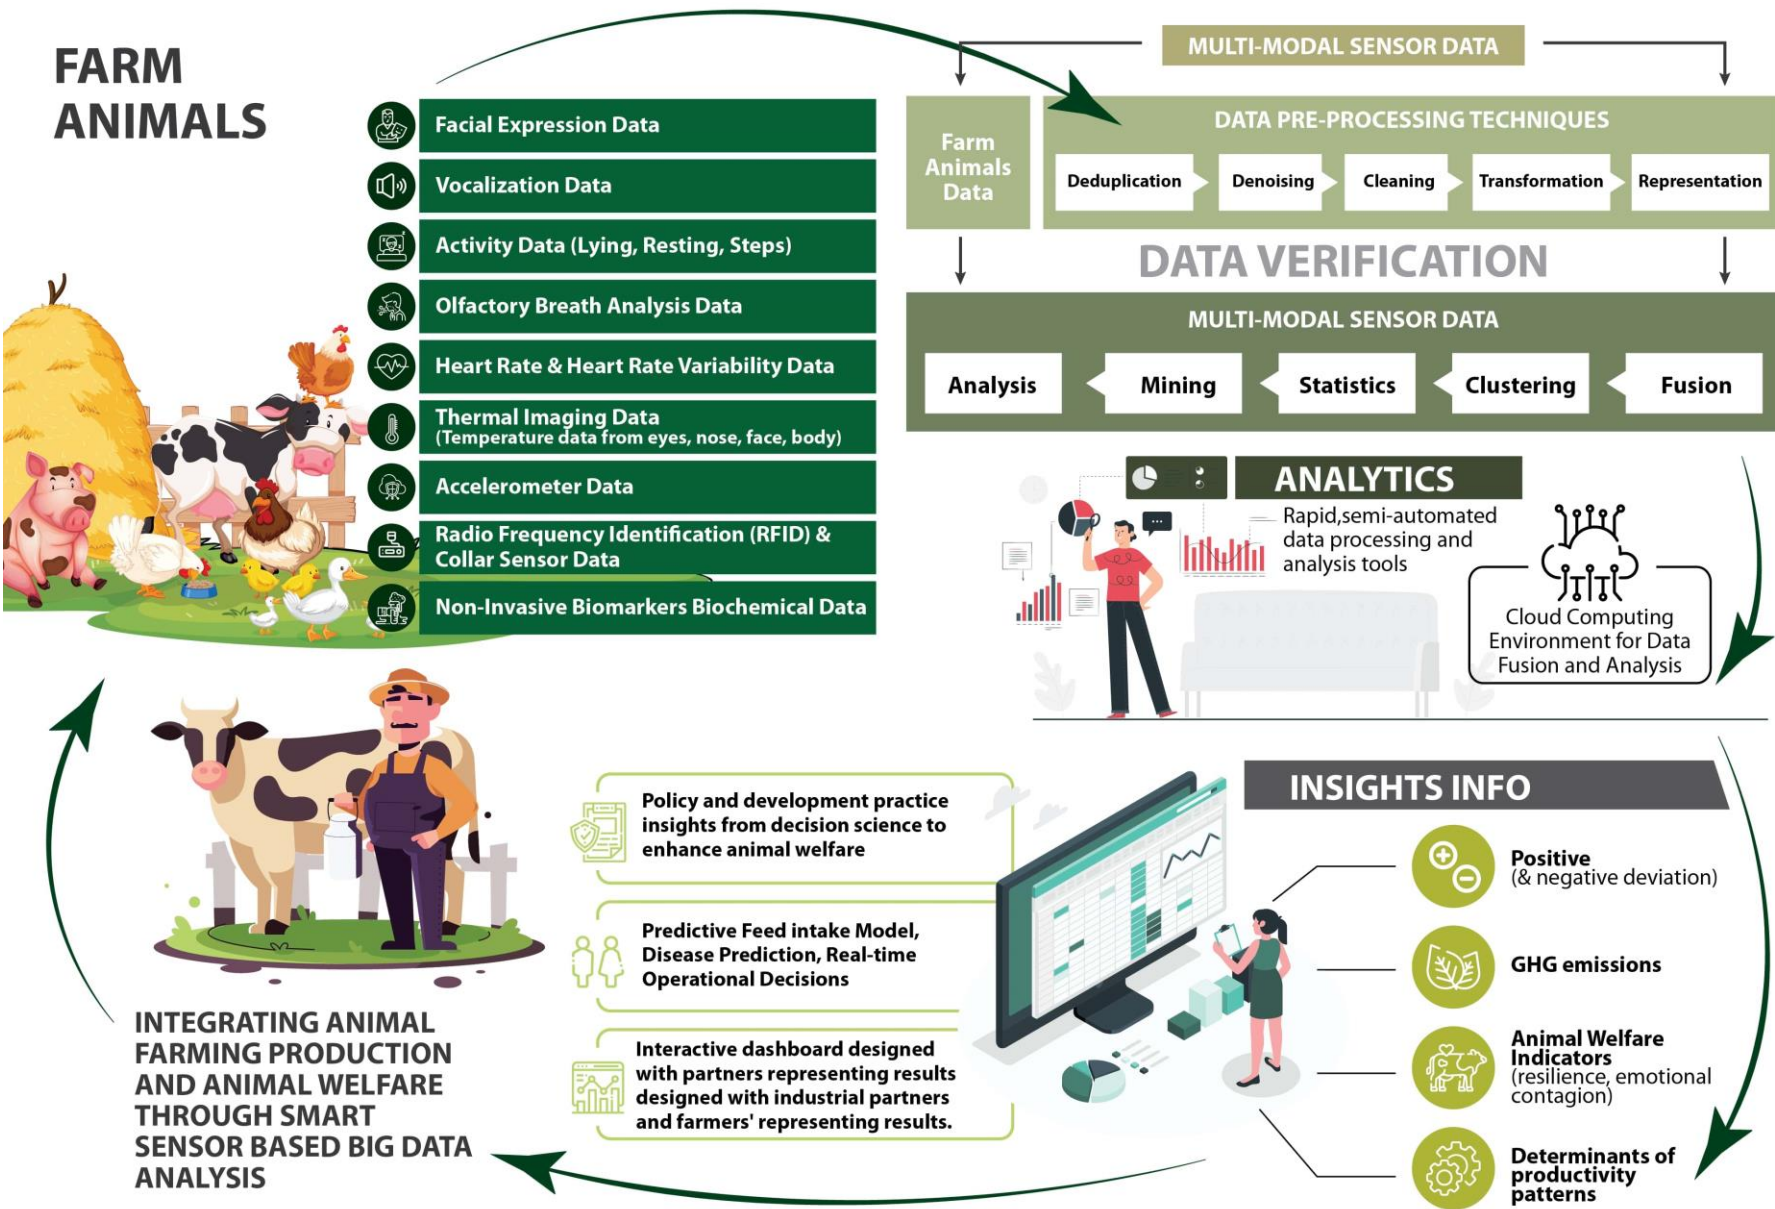 FARM
ANIMALS
Facial Expression Data
Vocalization Data
Activity Data (Lying, Resting, Steps)
Olfactory Breath Analysis Data
Heart Rate & Heart Rate Variability Data
Thermal Imaging Data
(Temperature data from eyes, nose, face, body)
Accelerometer Data
Radio Frequency Identification (RFID) &
Collar Sensor Data
Non-Invasive Biomarkers Biochemical Data
MULTI-MODAL SENSOR DATA
Farm
Animals
Data
DATA PRE-PROCESSING TECHNIQUES
Deduplication
Denoising
Cleaning
Transformation
Representation
DATA VERIFICATION
MULTI-MODAL SENSOR DATA
Analysis
Mining
Statistics
Clustering
Fusion
ANALYTICS
Rapid,semi-automated
data processing and
analysis tools
Cloud Computing
Environment for Data
Fusion and Analysis
INSIGHTS INFO
Positive
(& negative deviation)
GHG emissions
Animal Welfare
Indicators
(resilience, emotional
contagion)
Determinants of
productivity
patterns
Policy and development practice
insights from decision science to
enhance animal welfare
Predictive Feed intake Model,
Disease Prediction, Real-time
Operational Decisions
Interactive dashboard designed
with partners representing results
designed with industrial partners
and farmers' representing results.
INTEGRATING ANIMAL
FARMING PRODUCTION
AND ANIMAL WELFARE
THROUGH SMART
SENSOR BASED BIG DATA
ANALYSIS